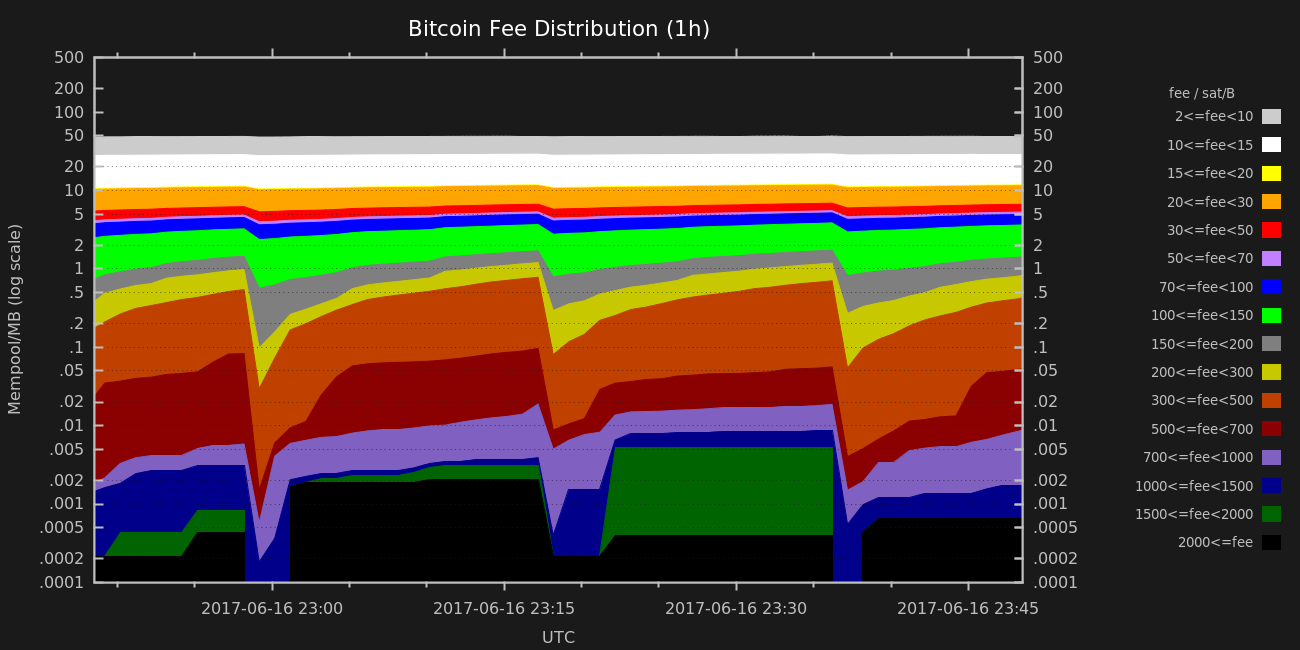 Bitcoin Fee Distribution (1h)
Mempool/MB (log scale)
500
200
100
50
20
10
5
2
1
.5
.2
.1
.05
.02
.01
.005
.002
.001
.0005
.0002
.0001
500
200
100
50
20
10
5
2
1
.5
.2
.1
.05
.02
.01
.005
.002
.001
.0005
.0002
.0001
2017-06-16 23:00
2017-06-16 23:15
2017-06-16 23:30
2017-06-16 23:45
UTC
fee / sat/B
2<=fee<10
10<=fee<15
15<=fee<20
20<=fee<30
30<=fee<50
50<=fee<70
70<=fee<100
100<=fee<150
150<=fee<200
200<=fee<300
300<=fee<500
500<=fee<700
700<=fee<1000
1000<=fee<1500
1500<=fee<2000
2000<=fee